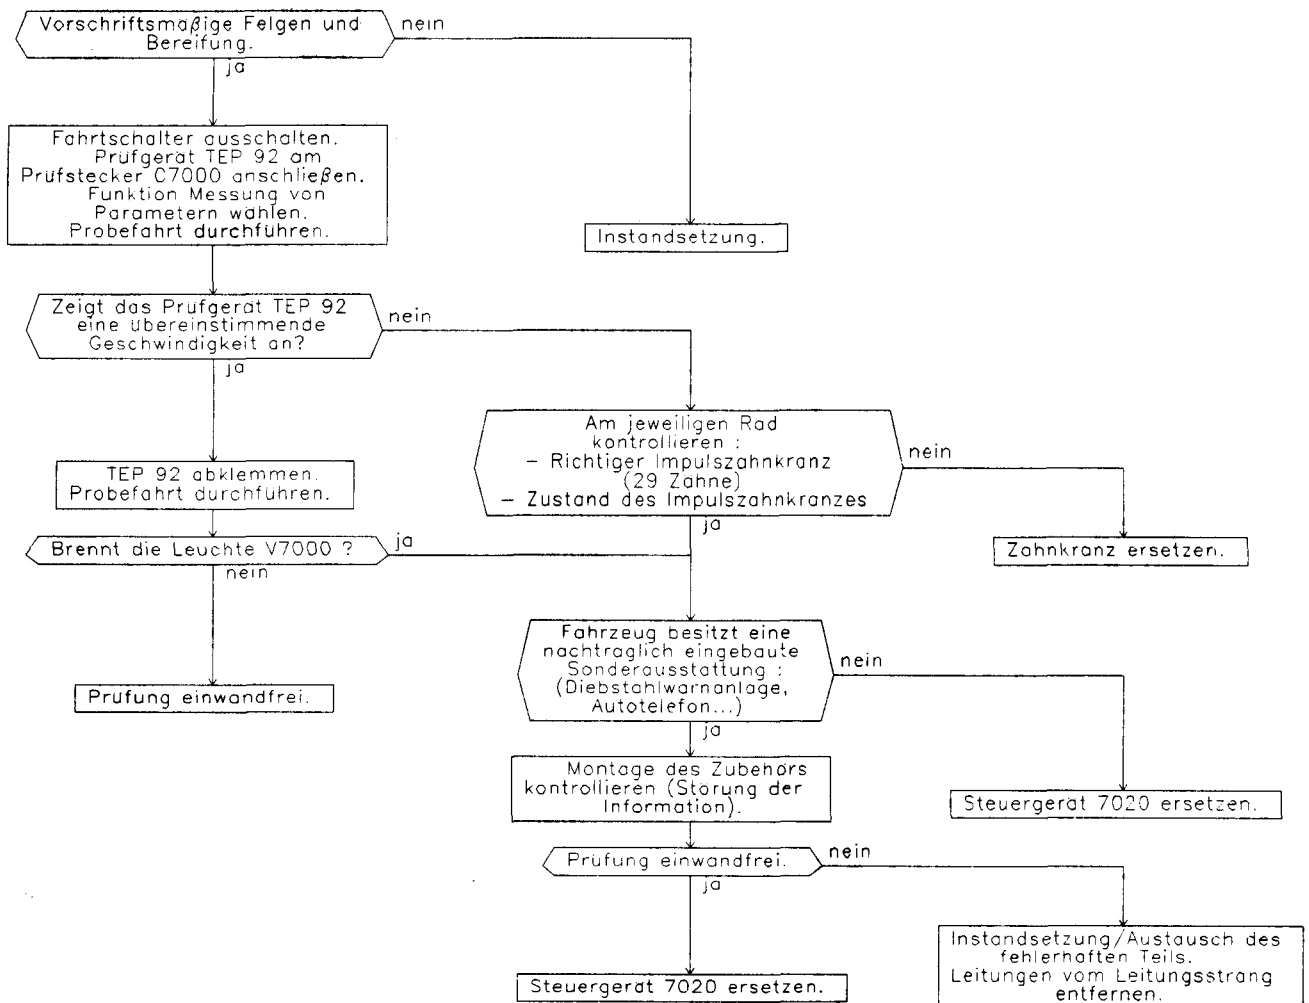 Vorschriftsmäßige Felgen und
Bereifung.
nein
ja
Fahrtschalter ausschalten.
Prüfgerät TEP 92 am
Prüfstecker C7000 anschließen.
Funktion Messung von
Parametern wählen.
Probefahrt durchführen.
Instandsetzung.
Zeigt das Prüfgerät TEP 92
eine übereinstimmende
Geschwindigkeit an?
nein
ja
Am jeweiligen Rad
kontrollieren :
– Richtiger Impulszahnkranz
(29 Zähne)
– Zustand des Impulszahnkranzes
nein
ja
TEP 92 abklemmen.
Probefahrt durchführen.
Brennt die Leuchte V7000 ?
ja
nein
Zahnkranz ersetzen.
Fahrzeug besitzt eine
nachträglich eingebaute
Sonderausstattung :
(Diebstahlwarnanlage,
Autotelefon...)
nein
ja
Prüfung einwandfrei.
Montage des Zubehörs
kontrollieren (Störung der
Information).
Steuergerät 7020 ersetzen.
Prüfung einwandfrei.
nein
ja
Instandsetzung/Austausch des
fehlerhaften Teils.
Leitungen vom Leitungsstrang
entfernen.
Steuergerät 7020 ersetzen.